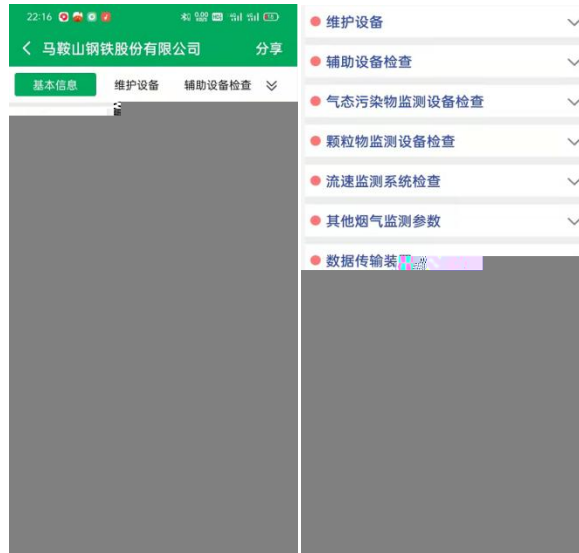 22:16
马鞍山钢铁股份有限公司 分享
基本信息 维护设备 辅助设备检查
维护设备
辅助设备检查
气态污染物监测设备检查
颗粒物监测设备检查
流速监测系统检查
其他烟气监测参数
数据传输装